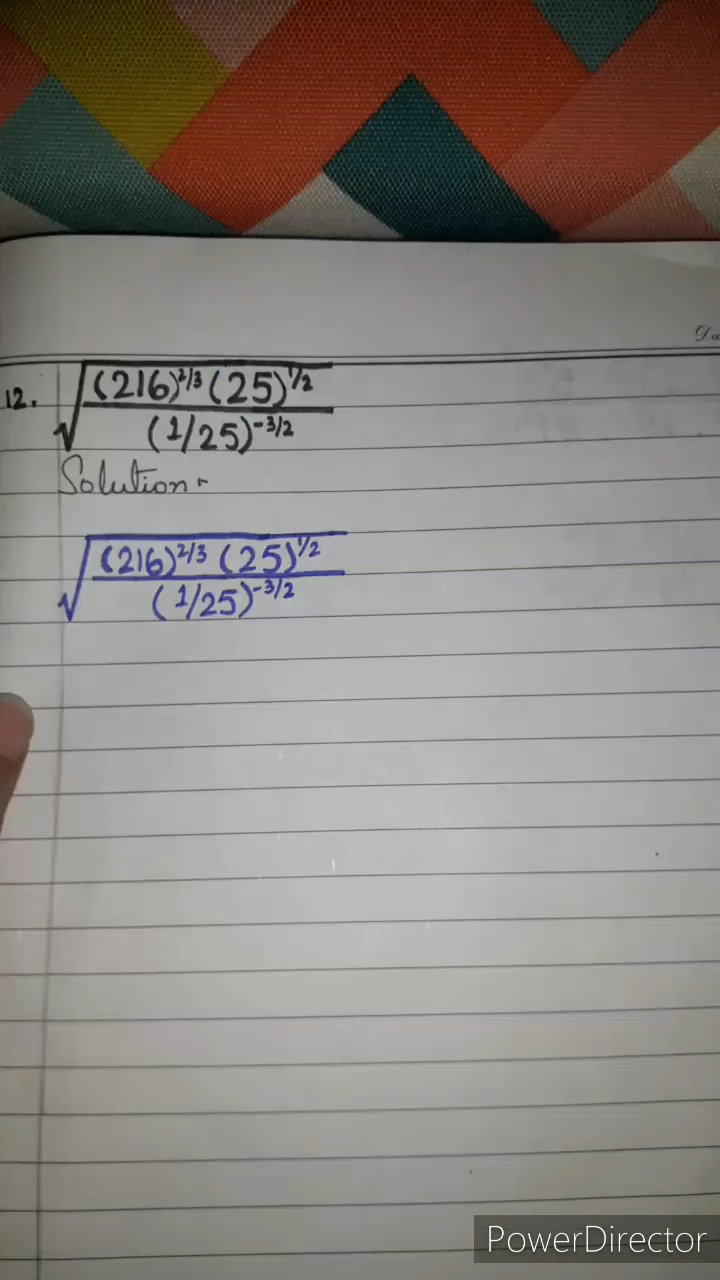 Da
12. √((216)^2/3 (25)^1/2 / (1/25)^-3/2)
Solution:-
√((216)^2/3 (25)^1/2 / (1/25)^-3/2)
PowerDirector